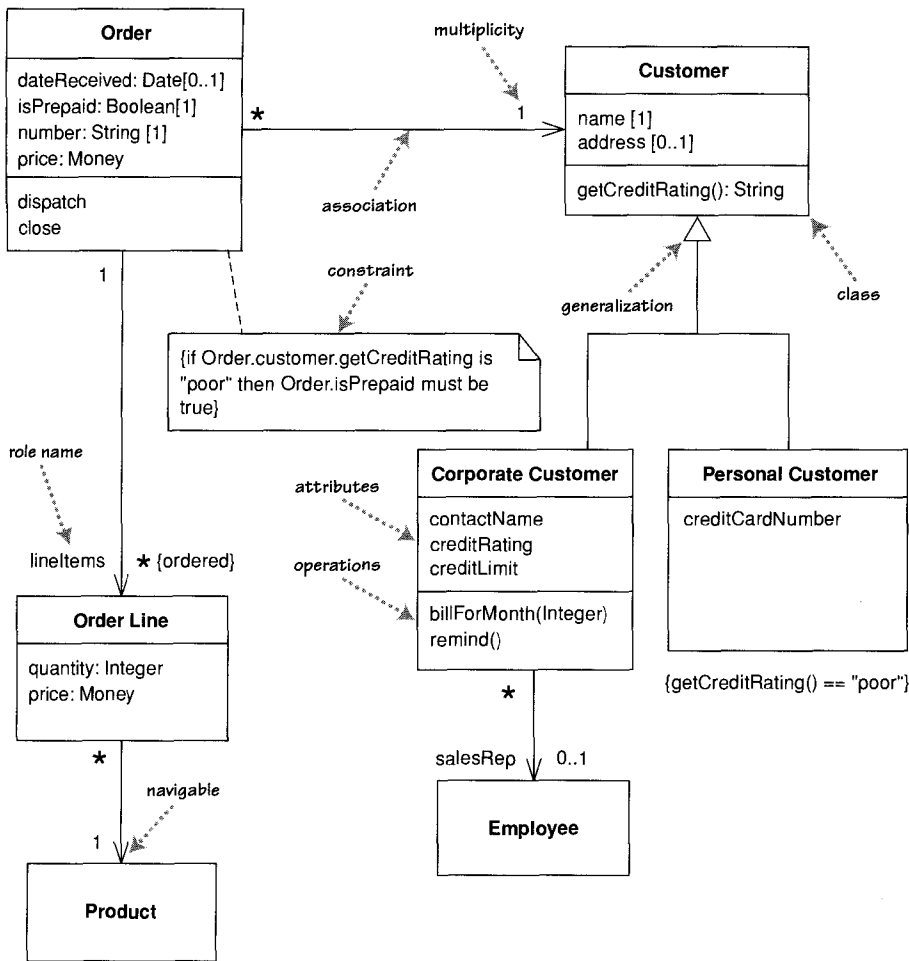 Order
dateReceived: Date[0..1]
isPrepaid: Boolean[1]
number: String [1]
price: Money
dispatch
close
multiplicity
*
1
association
Customer
name [1]
address [0..1]
getCreditRating(): String
generalization
class
1
constraint
{if Order.customer.getCreditRating is
"poor" then Order.isPrepaid must be
true}
role name
lineItems
* {ordered}
Order Line
quantity: Integer
price: Money
*
navigable
1
Product
attributes
operations
Corporate Customer
contactName
creditRating
creditLimit
billForMonth(Integer)
remind()
*
salesRep
0..1
Employee
Personal Customer
creditCardNumber
{getCreditRating() == "poor"}